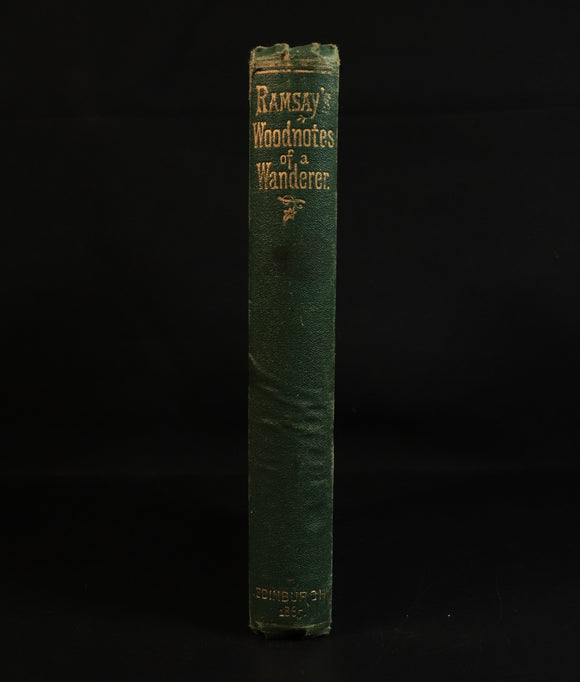 RAMSAY'S
Woodnotes
of a
Wanderer.
EDINBURGH